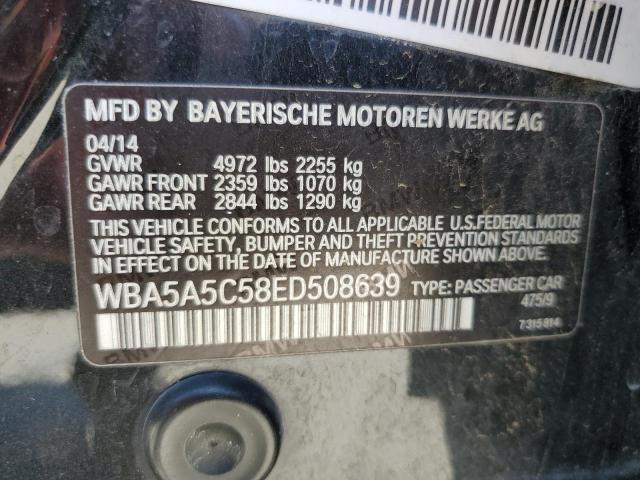 MFD BY BAYERISCHE MOTOREN WERKE AG
04/14
GVWR 4972 lbs 2255 kg
GAWR FRONT 2359 lbs 1070 kg
GAWR REAR 2844 lbs 1290 kg
THIS VEHICLE CONFORMS TO ALL APPLICABLE U.S.FEDERAL MOTOR
VEHICLE SAFETY, BUMPER AND THEFT PREVENTION STANDARDS
IN EFFECT ON THE DATE OF MANUFACTURE SHOWN ABOVE.
WBA5A5C58ED508639 TYPE: PASSENGER CAR
475/9
7315814